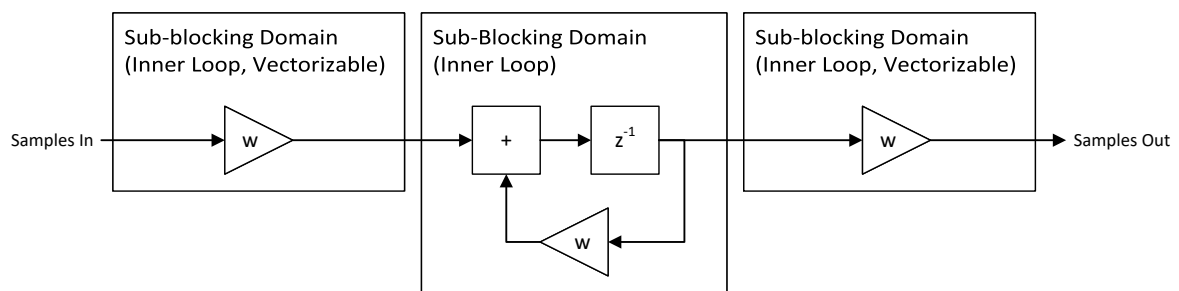 Sub-blocking Domain
(Inner Loop, Vectorizable)
Sub-Blocking Domain
(Inner Loop)
Sub-blocking Domain
(Inner Loop, Vectorizable)
Samples In
w
+
z⁻¹
w
Samples Out
w